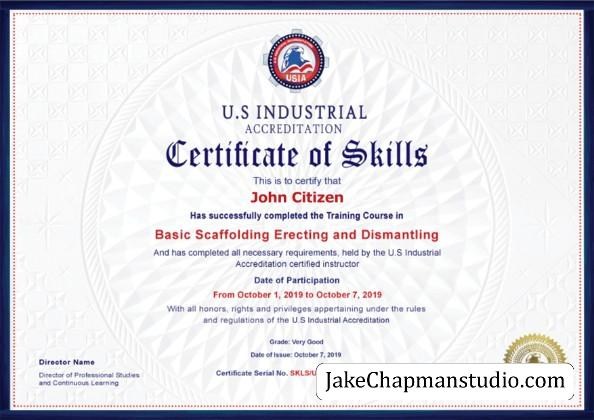 USIA
U.S INDUSTRIAL
ACCREDITATION
Certificate of Skills
This is to certify that
John Citizen
Has successfully completed the Training Course in
Basic Scaffolding Erecting and Dismantling
And has completed all necessary requirements, held by the U.S Industrial
Accreditation certified instructor
Date of Participation
From October 1, 2019 to October 7, 2019
With all honors, rights and privileges appertaining under the rules
and regulations of the U.S Industrial Accreditation
Grade: Very Good
Date of Issue: October 7, 2019
Director Name
Director of Professional Studies
and Continuous Learning
Certificate Serial No. SKLS/U
JakeChapmanstudio.com